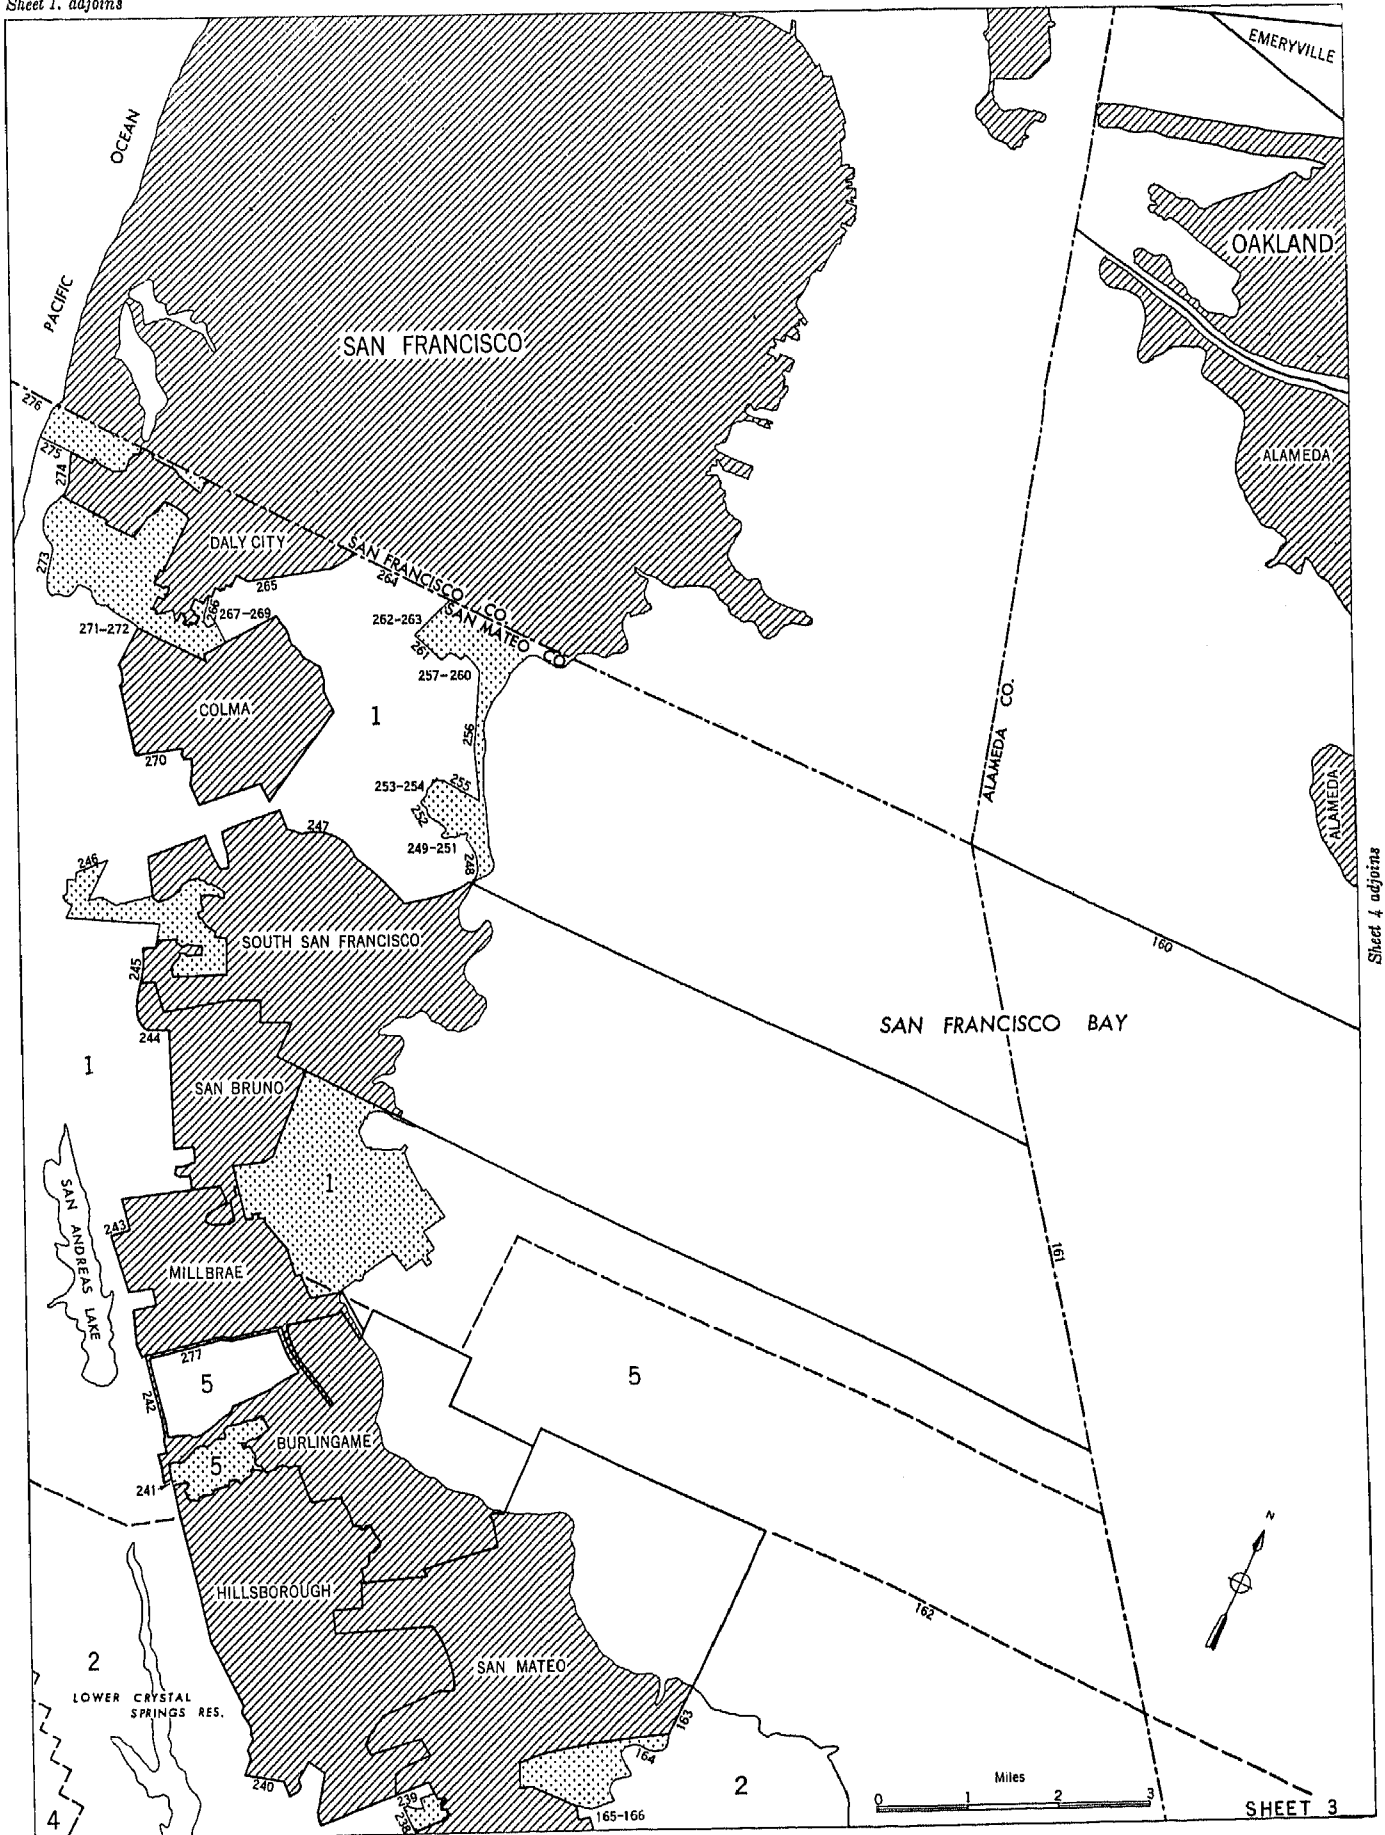 Sheet 1, adjoins
EMERYVILLE
OCEAN
PACIFIC
OAKLAND
SAN FRANCISCO
276
275
274
ALAMEDA
DALY CITY
273
265
SAN FRANCISCO CO.
264
SAN MATEO CO.
266
267-269
262-263
271-272
261
257-260
COLMA
1
256
ALAMEDA CO.
270
253-254
255
252
ALAMEDA
247
249-251
246
248
Sheet 4 adjoins
SOUTH SAN FRANCISCO
160
245
SAN FRANCISCO BAY
244
1
SAN BRUNO
1
SAN ANDREAS LAKE
243
161
MILLBRAE
277
5
5
242
BURLINGAME
5
241
N
HILLSBOROUGH
162
2
SAN MATEO
LOWER CRYSTAL
SPRINGS RES.
163
164
240
2
Miles
0 1 2 3
239
238
165-166
4
SHEET 3